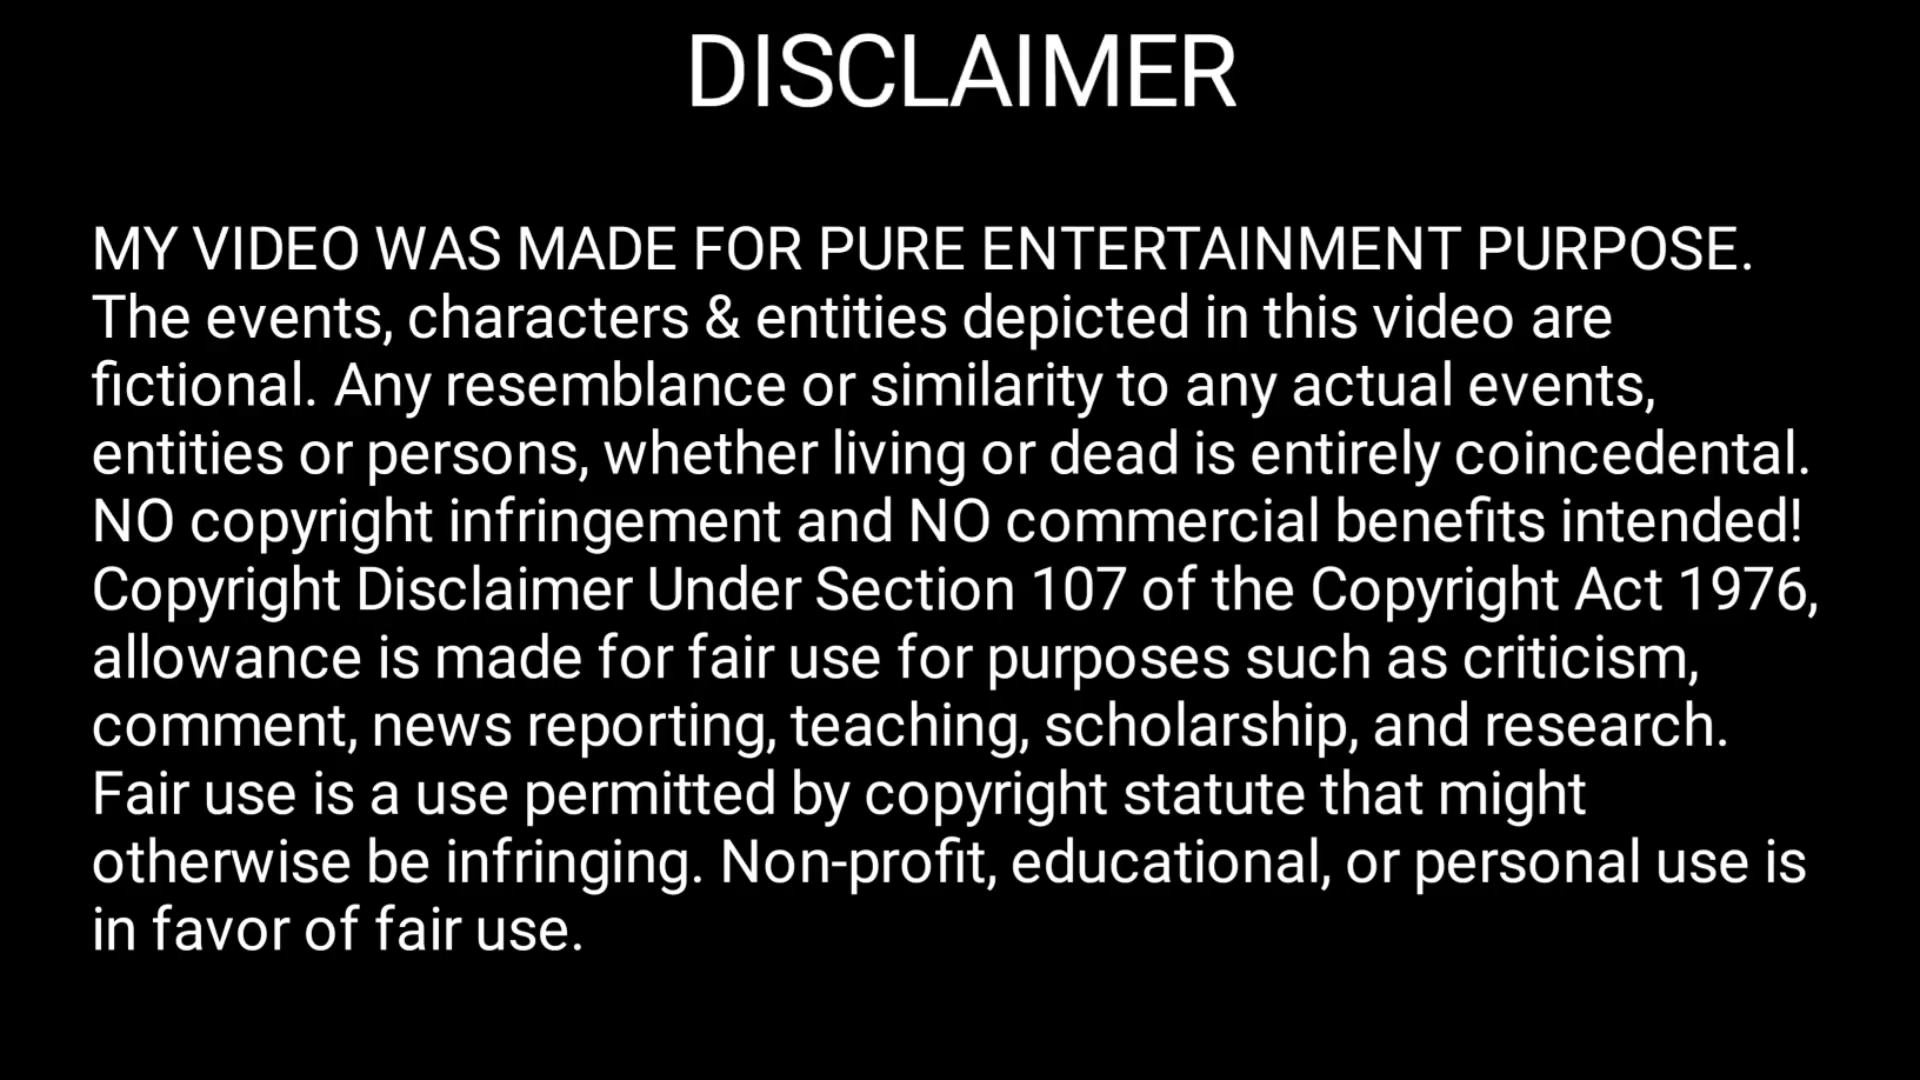 DISCLAIMER
MY VIDEO WAS MADE FOR PURE ENTERTAINMENT PURPOSE.
The events, characters & entities depicted in this video are
fictional. Any resemblance or similarity to any actual events,
entities or persons, whether living or dead is entirely coincedental.
NO copyright infringement and NO commercial benefits intended!
Copyright Disclaimer Under Section 107 of the Copyright Act 1976,
allowance is made for fair use for purposes such as criticism,
comment, news reporting, teaching, scholarship, and research.
Fair use is a use permitted by copyright statute that might
otherwise be infringing. Non-profit, educational, or personal use is
in favor of fair use.